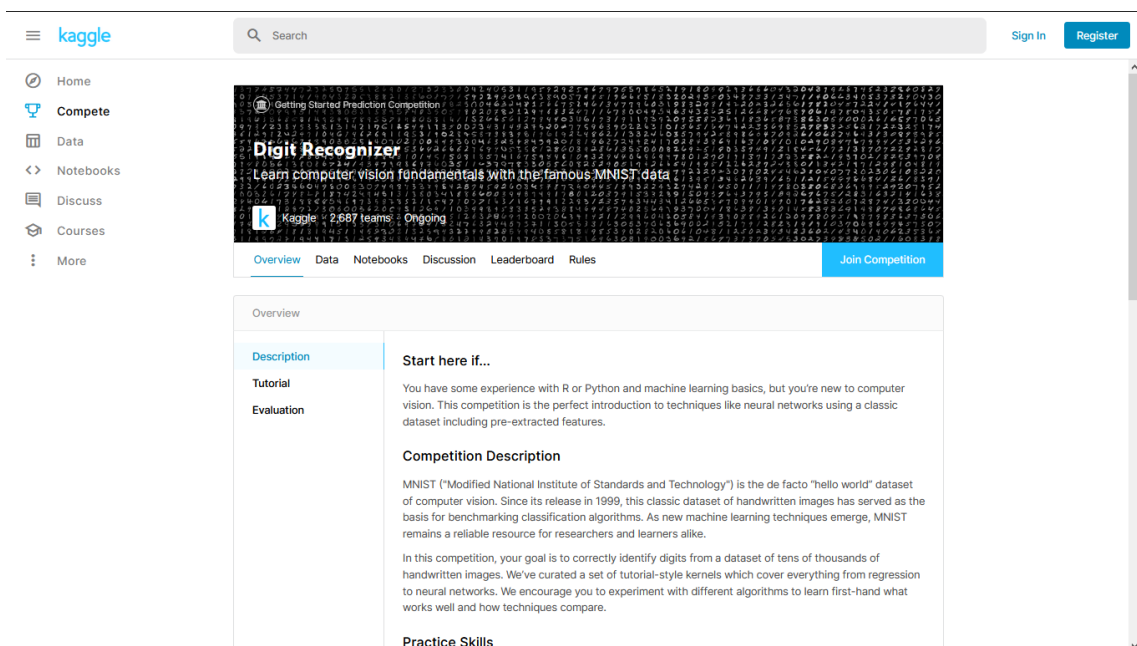 kaggle
Search
Sign In
Register
Home
Compete
Data
Notebooks
Discuss
Courses
More
Getting Started Prediction Competition
Digit Recognizer
Learn computer vision fundamentals with the famous MNIST data
k
Kaggle · 2,687 teams · Ongoing
Overview Data Notebooks Discussion Leaderboard Rules
Join Competition
Overview
Description
Tutorial
Evaluation
Start here if...
You have some experience with R or Python and machine learning basics, but you're new to computer
vision. This competition is the perfect introduction to techniques like neural networks using a classic
dataset including pre-extracted features.
Competition Description
MNIST ("Modified National Institute of Standards and Technology") is the de facto "hello world" dataset
of computer vision. Since its release in 1999, this classic dataset of handwritten images has served as the
basis for benchmarking classification algorithms. As new machine learning techniques emerge, MNIST
remains a reliable resource for researchers and learners alike.
In this competition, your goal is to correctly identify digits from a dataset of tens of thousands of
handwritten images. We've curated a set of tutorial-style kernels which cover everything from regression
to neural networks. We encourage you to experiment with different algorithms to learn first-hand what
works well and how techniques compare.
Practice Skills